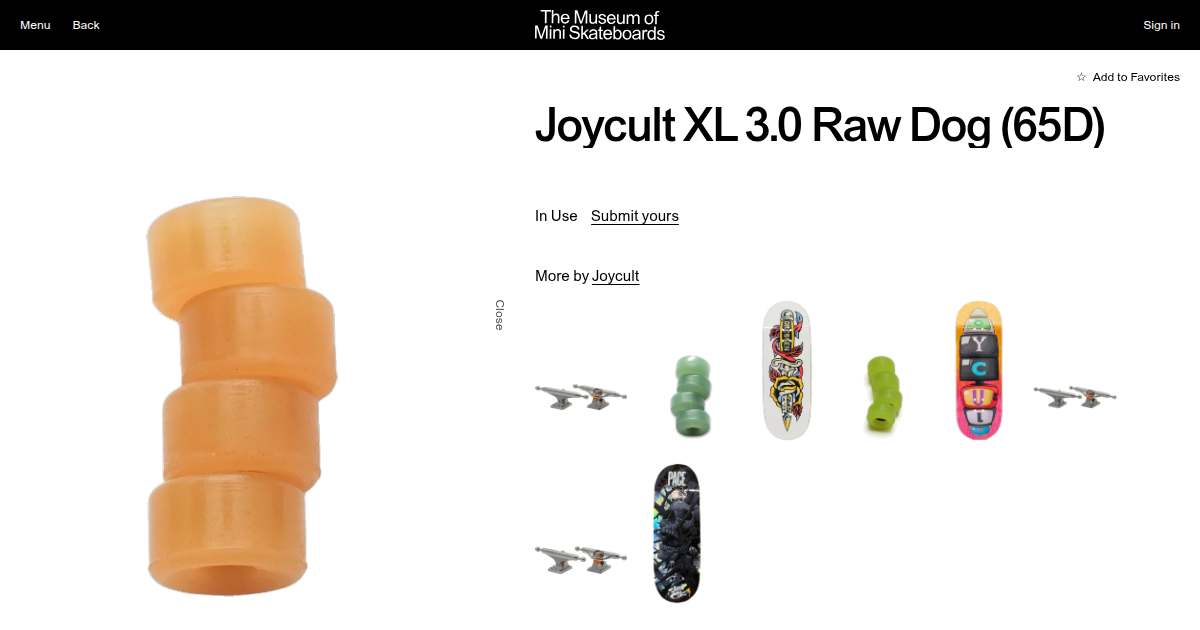 Menu
Back
The Museum of
Mini Skateboards
Sign in
☆ Add to Favorites
Joycult XL 3.0 Raw Dog (65D)
In Use Submit yours
More by Joycult
Close
Y
C
U
L
PACE